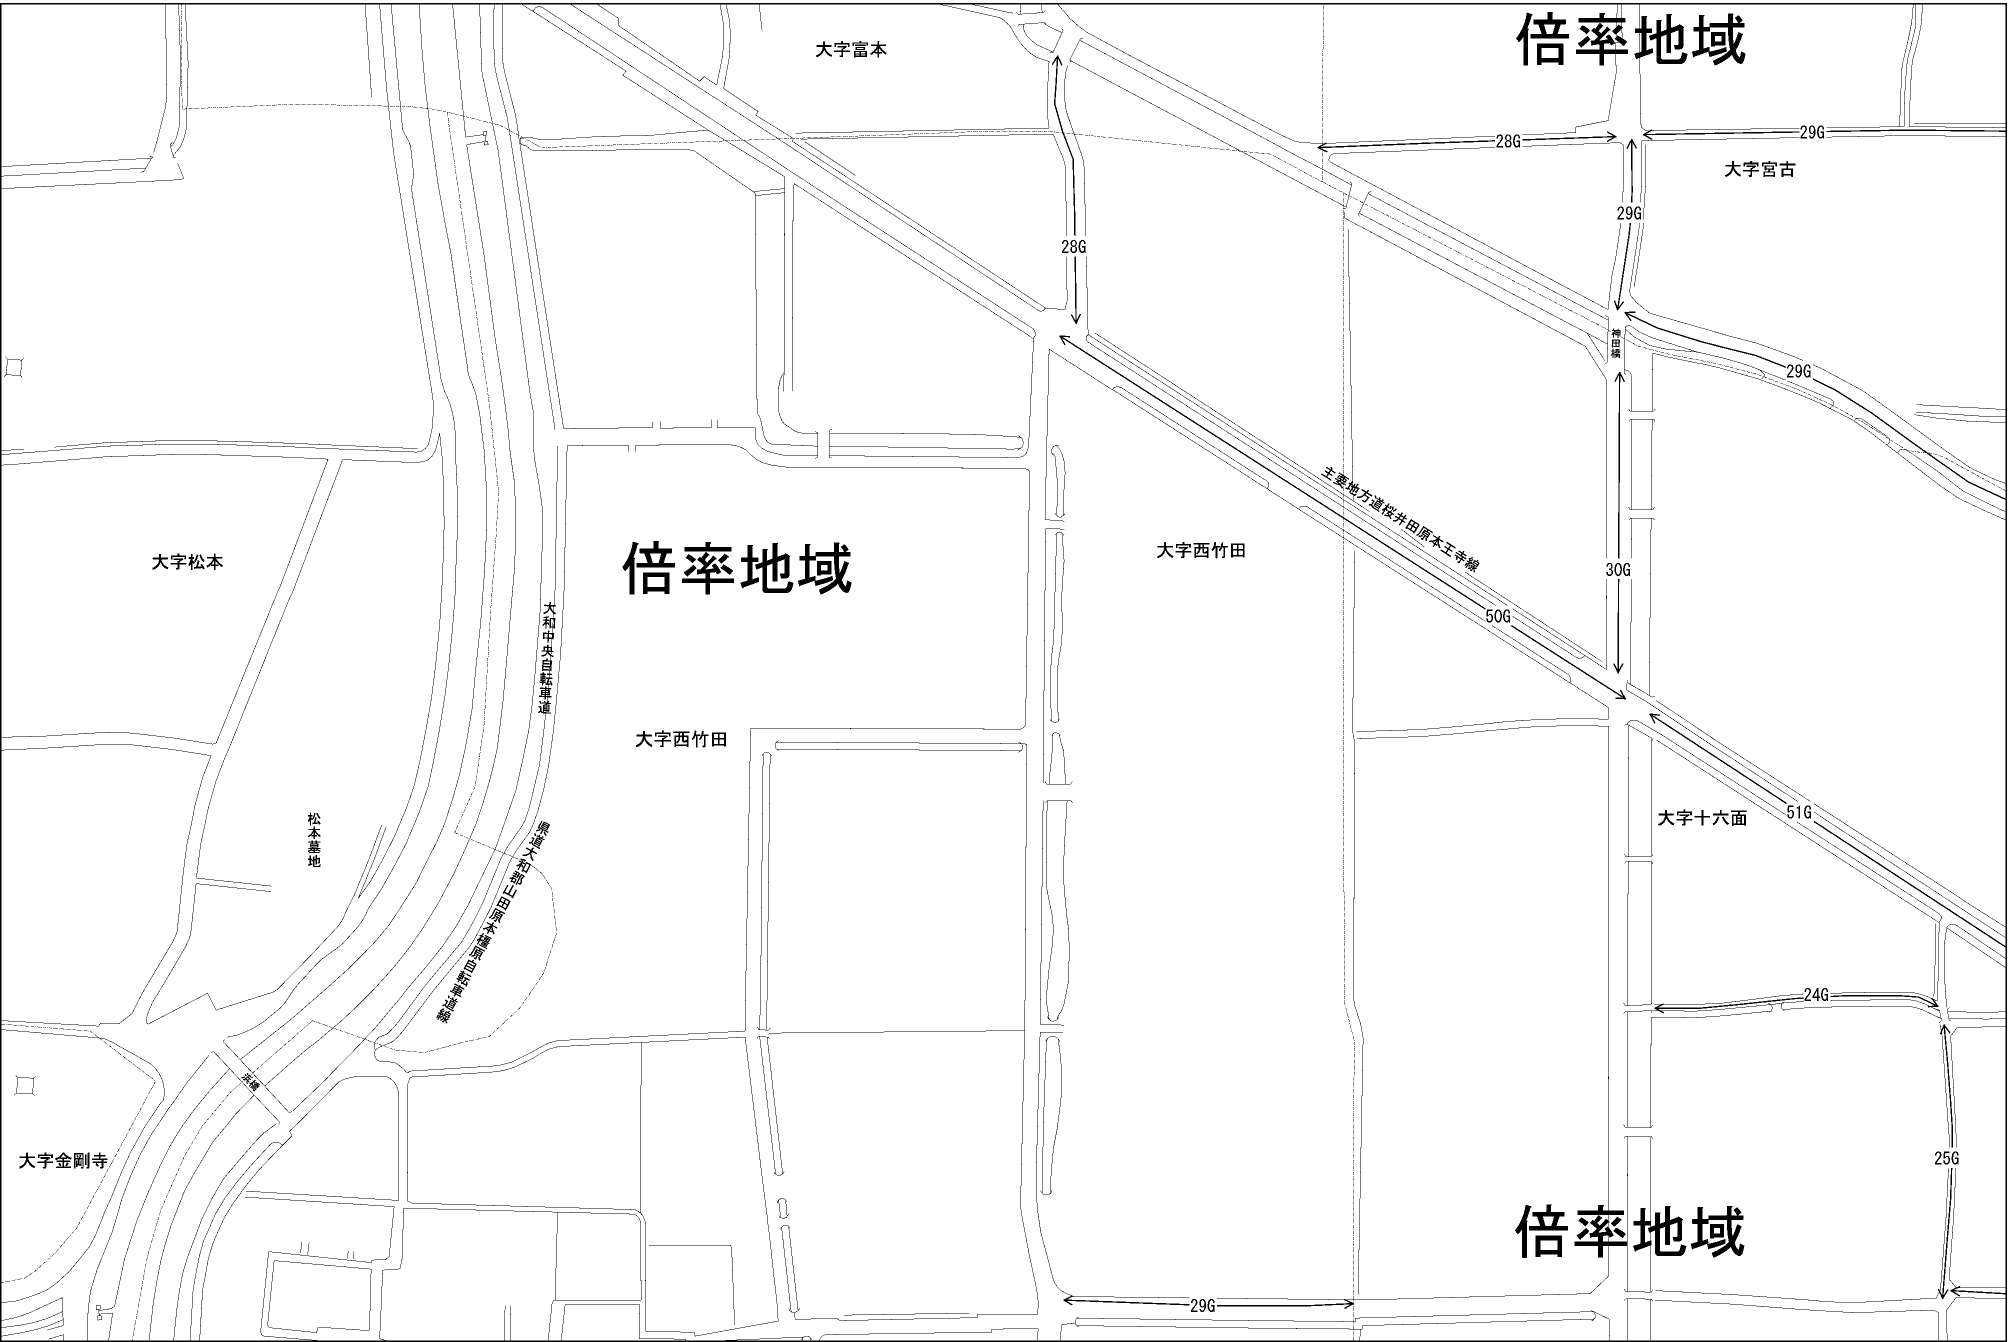 倍率地域
大字富本
28G
29G
大字宮古
29G
28G
神田橋
29G
主要地方道桜井田原本王寺線
大字松本
倍率地域
大字西竹田
30G
大和中央自転車道
50G
大字西竹田
松本墓地
県道大和郡山田原本橿原自転車道線
大字十六面
51G
24G
浜橋
大字金剛寺
25G
倍率地域
29G